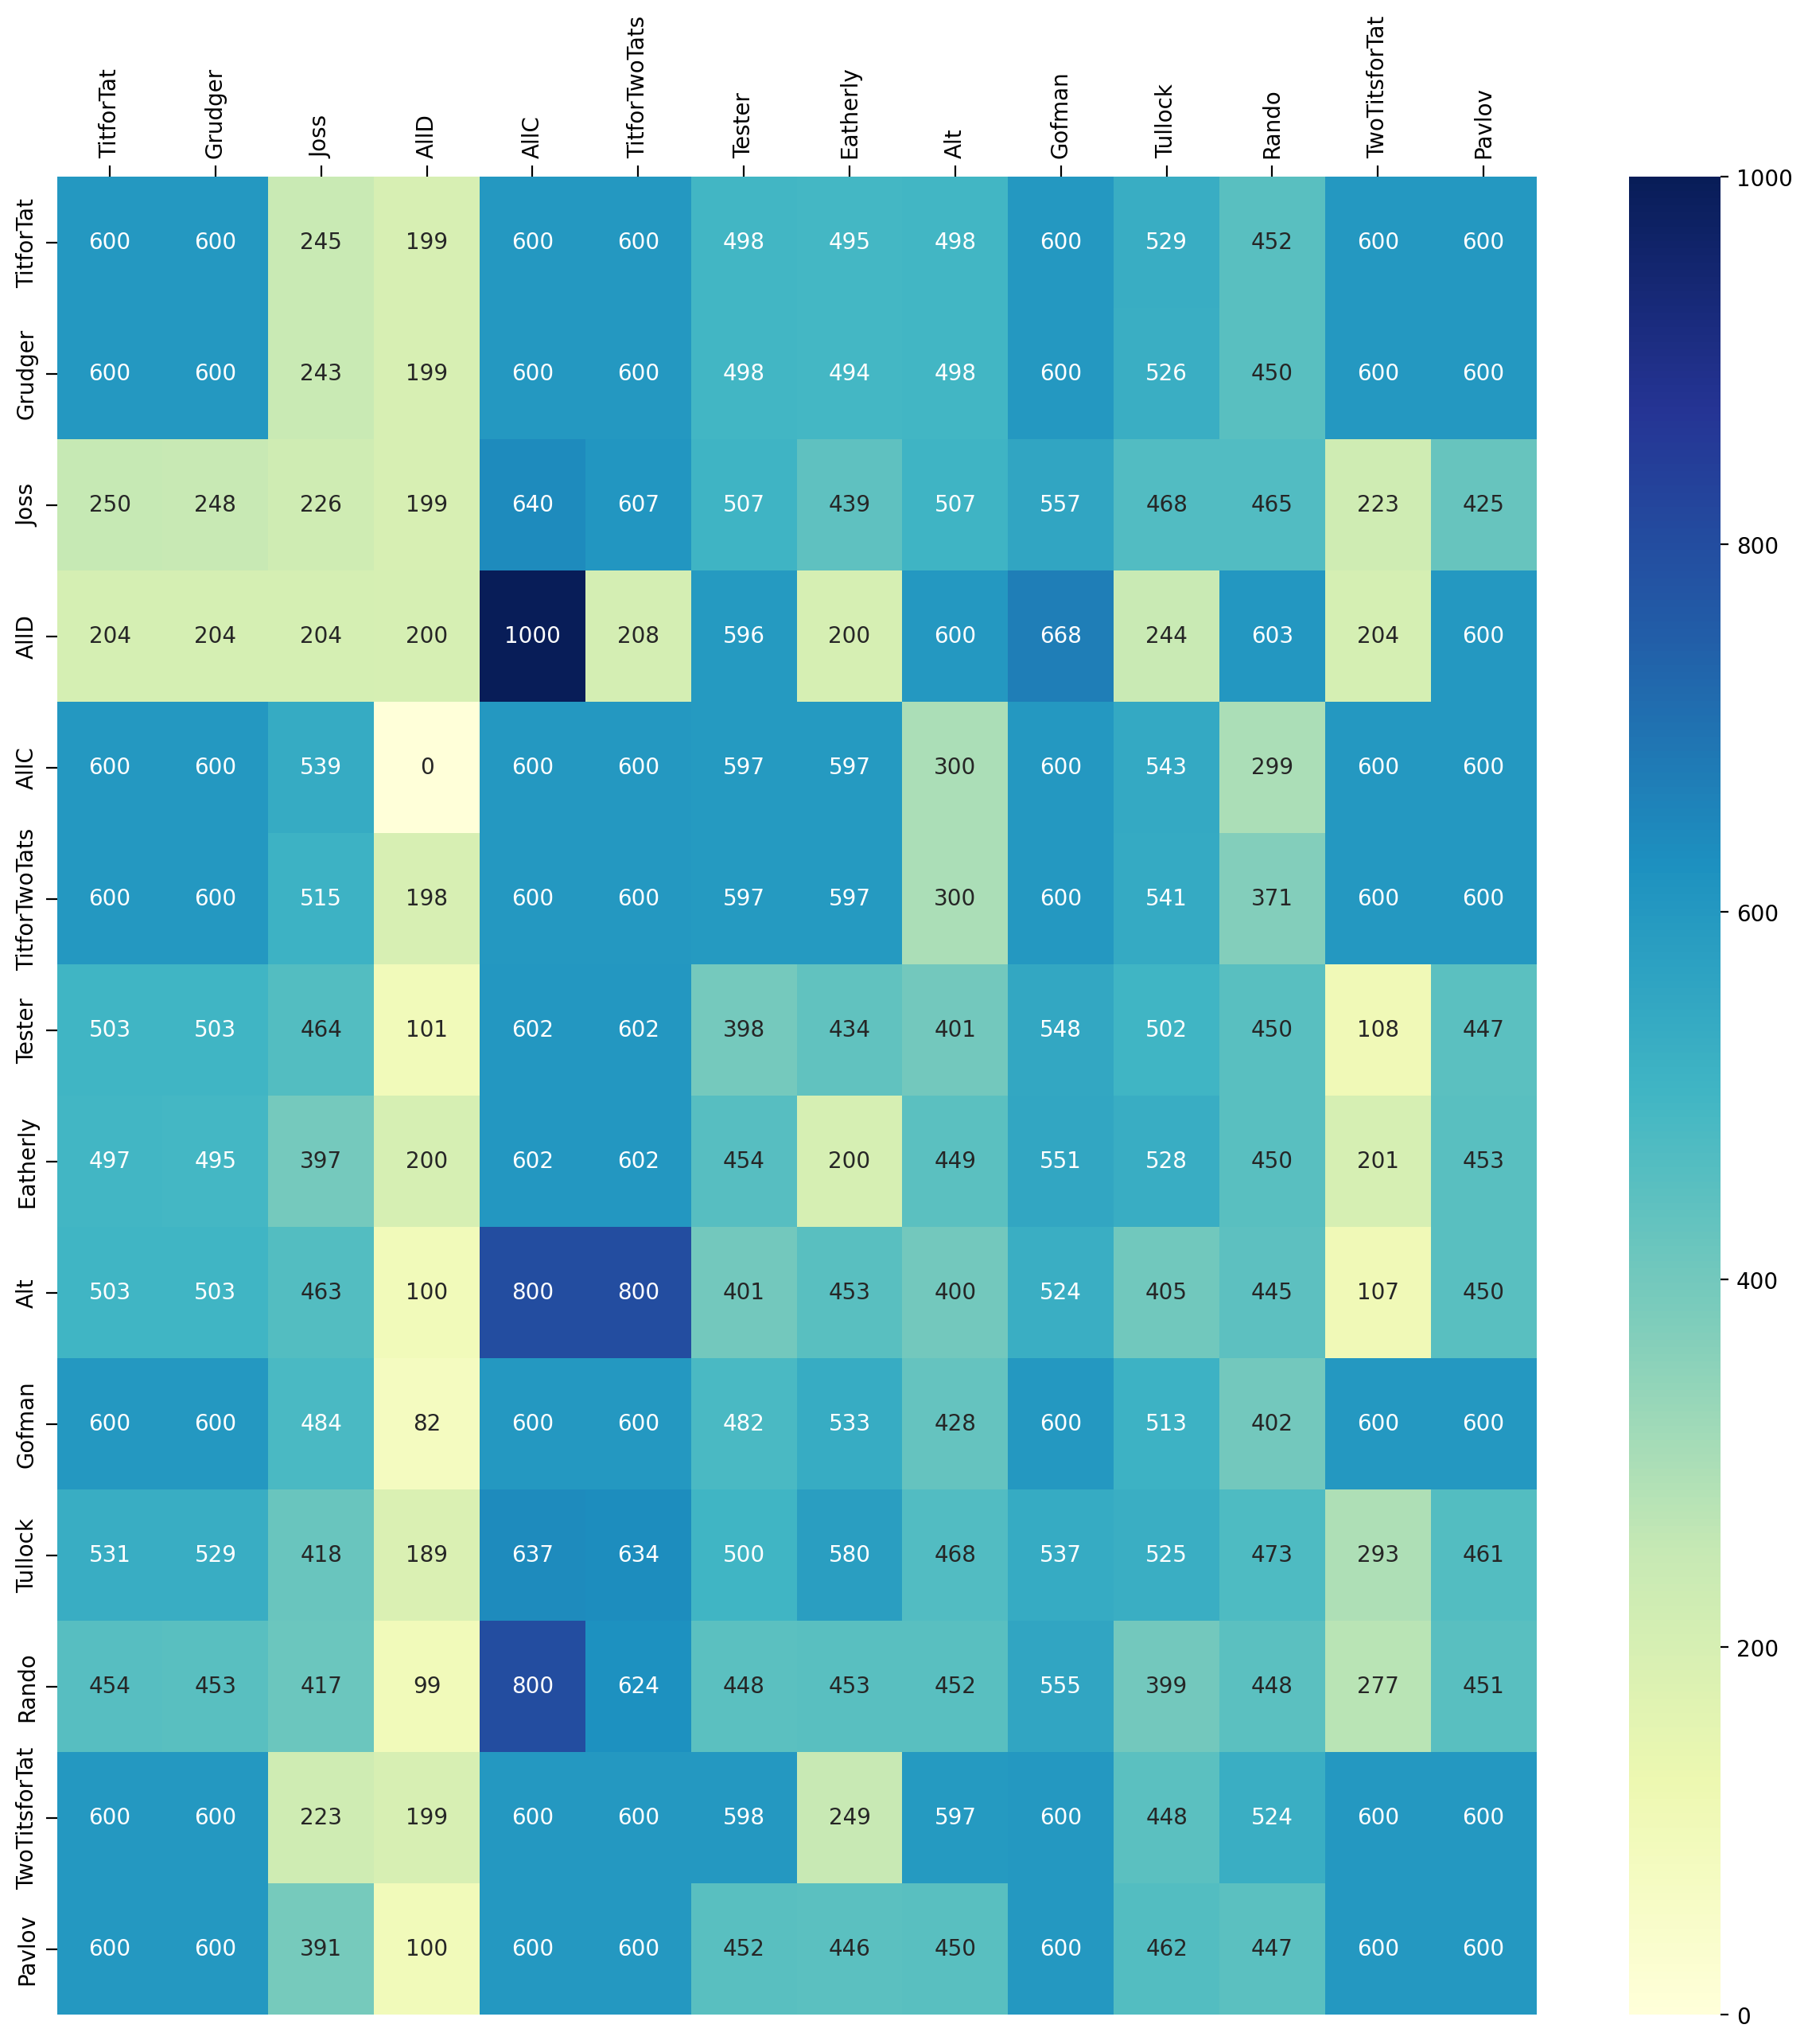 TitforTat Grudger Joss AllD AllC TitforTwoTats Tester Eatherly Alt Gofman Tullock Rando TwoTitsforTat Pavlov
TitforTat 600 600 245 199 600 600 498 495 498 600 529 452 600 600
Grudger 600 600 243 199 600 600 498 494 498 600 526 450 600 600
Joss 250 248 226 199 640 607 507 439 507 557 468 465 223 425
AllD 204 204 204 200 1000 208 596 200 600 668 244 603 204 600
AllC 600 600 539 0 600 600 597 597 300 600 543 299 600 600
TitforTwoTats 600 600 515 198 600 600 597 597 300 600 541 371 600 600
Tester 503 503 464 101 602 602 398 434 401 548 502 450 108 447
Eatherly 497 495 397 200 602 602 454 200 449 551 528 450 201 453
Alt 503 503 463 100 800 800 401 453 400 524 405 445 107 450
Gofman 600 600 484 82 600 600 482 533 428 600 513 402 600 600
Tullock 531 529 418 189 637 634 500 580 468 537 525 473 293 461
Rando 454 453 417 99 800 624 448 453 452 555 399 448 277 451
TwoTitsforTat 600 600 223 199 600 600 598 249 597 600 448 524 600 600
Pavlov 600 600 391 100 600 600 452 446 450 600 462 447 600 600
1000
800
600
400
200
0